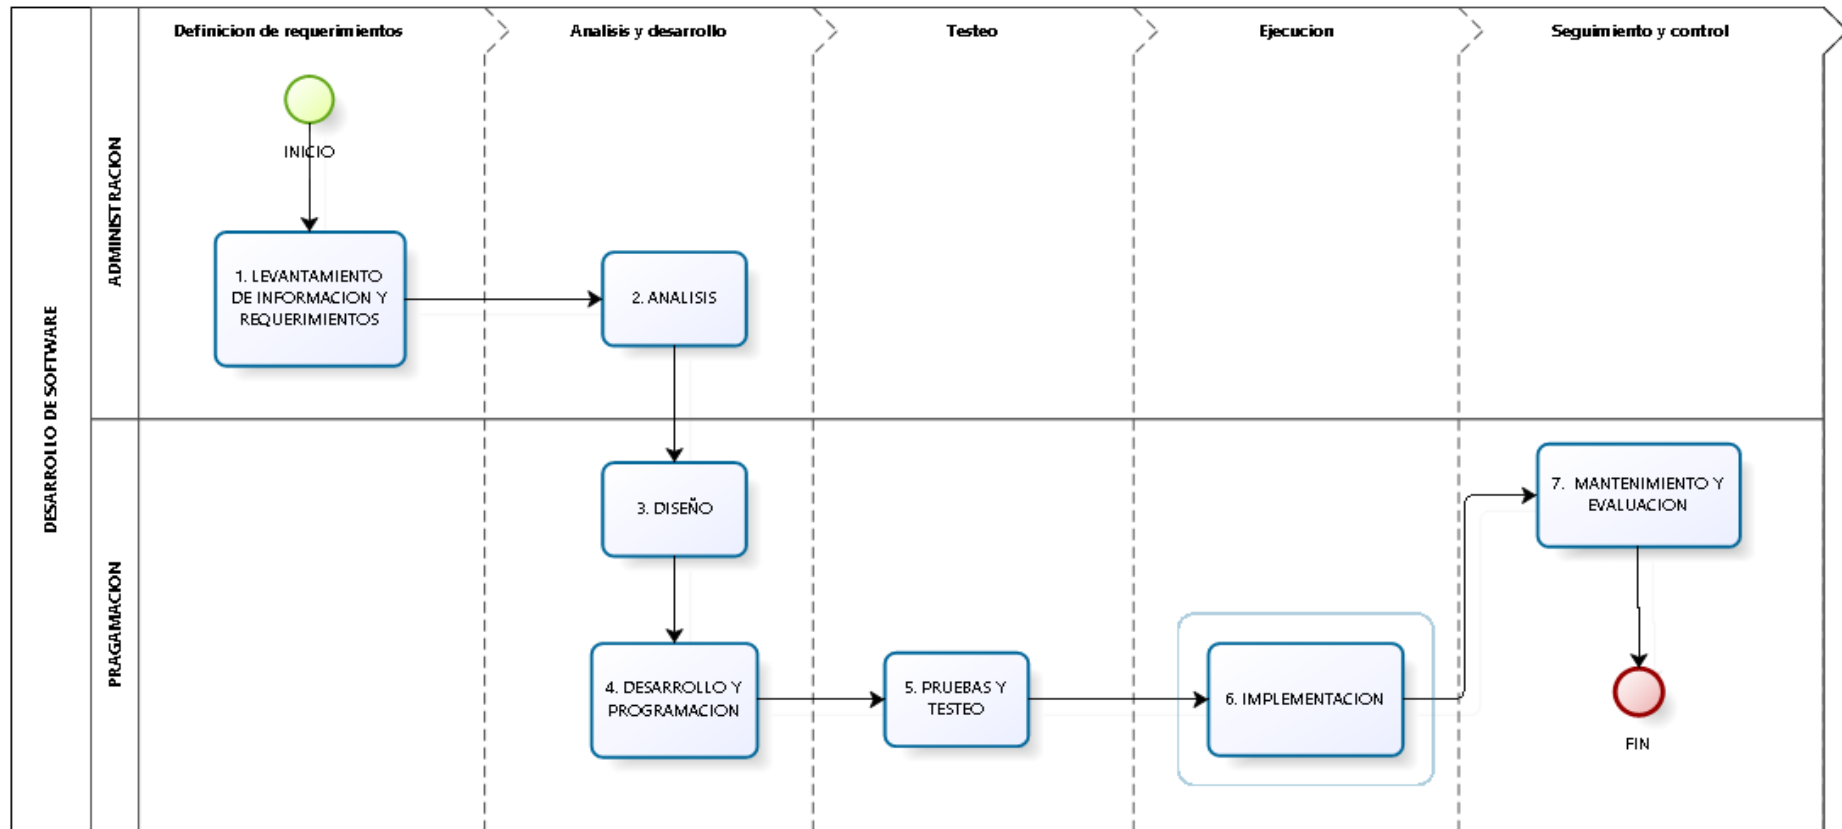 Definicion de requerimientos
Analisis y desarrollo
Testeo
Ejecucion
Seguimiento y control
DESARROLLO DE SOFTWARE
ADMINISTRACION
INICIO
1. LEVANTAMIENTO
DE INFORMACION Y
REQUERIMIENTOS
2. ANALISIS
PRAGAMACION
3. DISEÑO
4. DESARROLLO Y
PROGRAMACION
5. PRUEBAS Y
TESTEO
6. IMPLEMENTACION
7. MANTENIMIENTO Y
EVALUACION
FIN